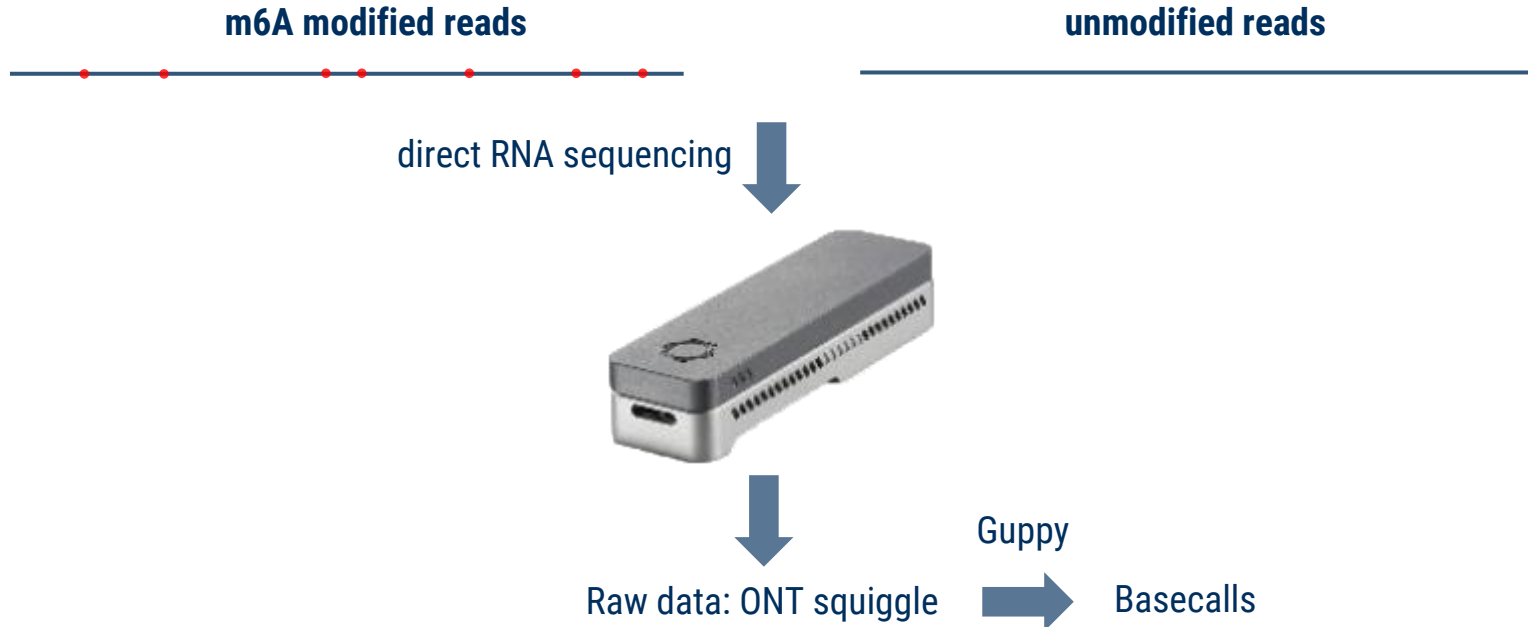 m6A modified reads
unmodified reads
direct RNA sequencing
Guppy
Raw data: ONT squiggle
Basecalls